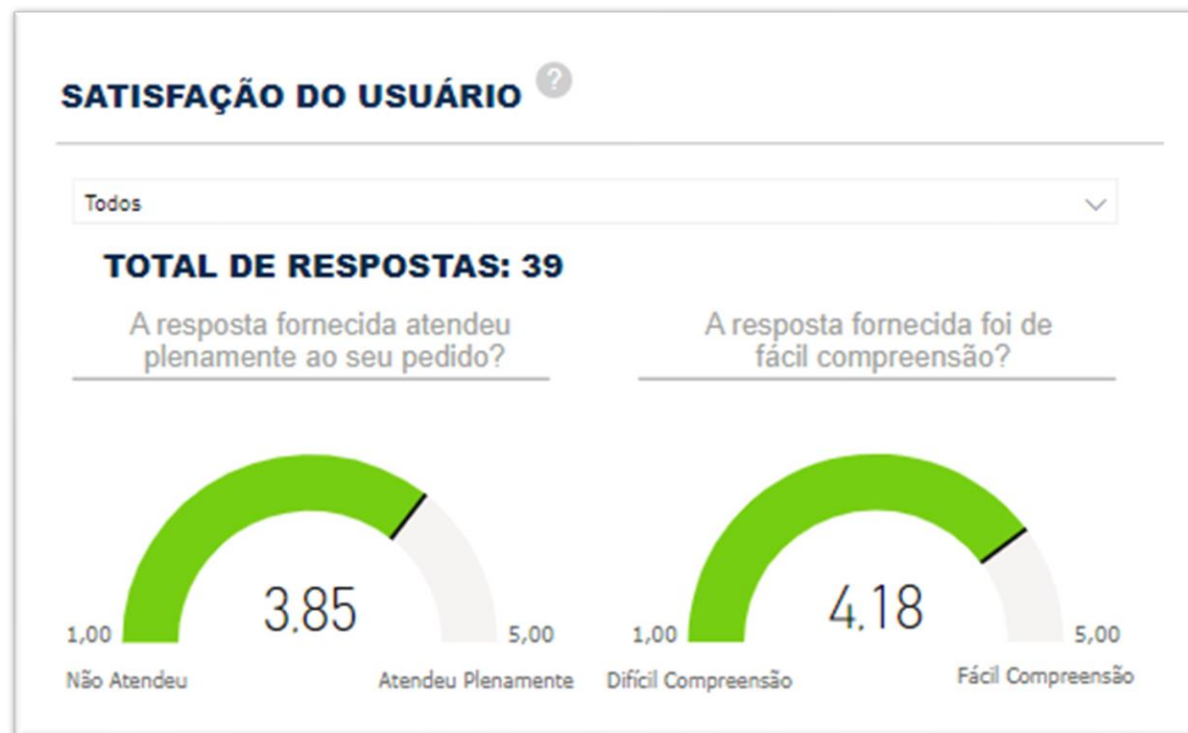 SATISFAÇÃO DO USUÁRIO ?
Todos
TOTAL DE RESPOSTAS: 39
A resposta fornecida atendeu
plenamente ao seu pedido?
3,85
1,00
5,00
Não Atendeu
Atendeu Plenamente
A resposta fornecida foi de
fácil compreensão?
4,18
1,00
5,00
Difícil Compreensão
Fácil Compreensão